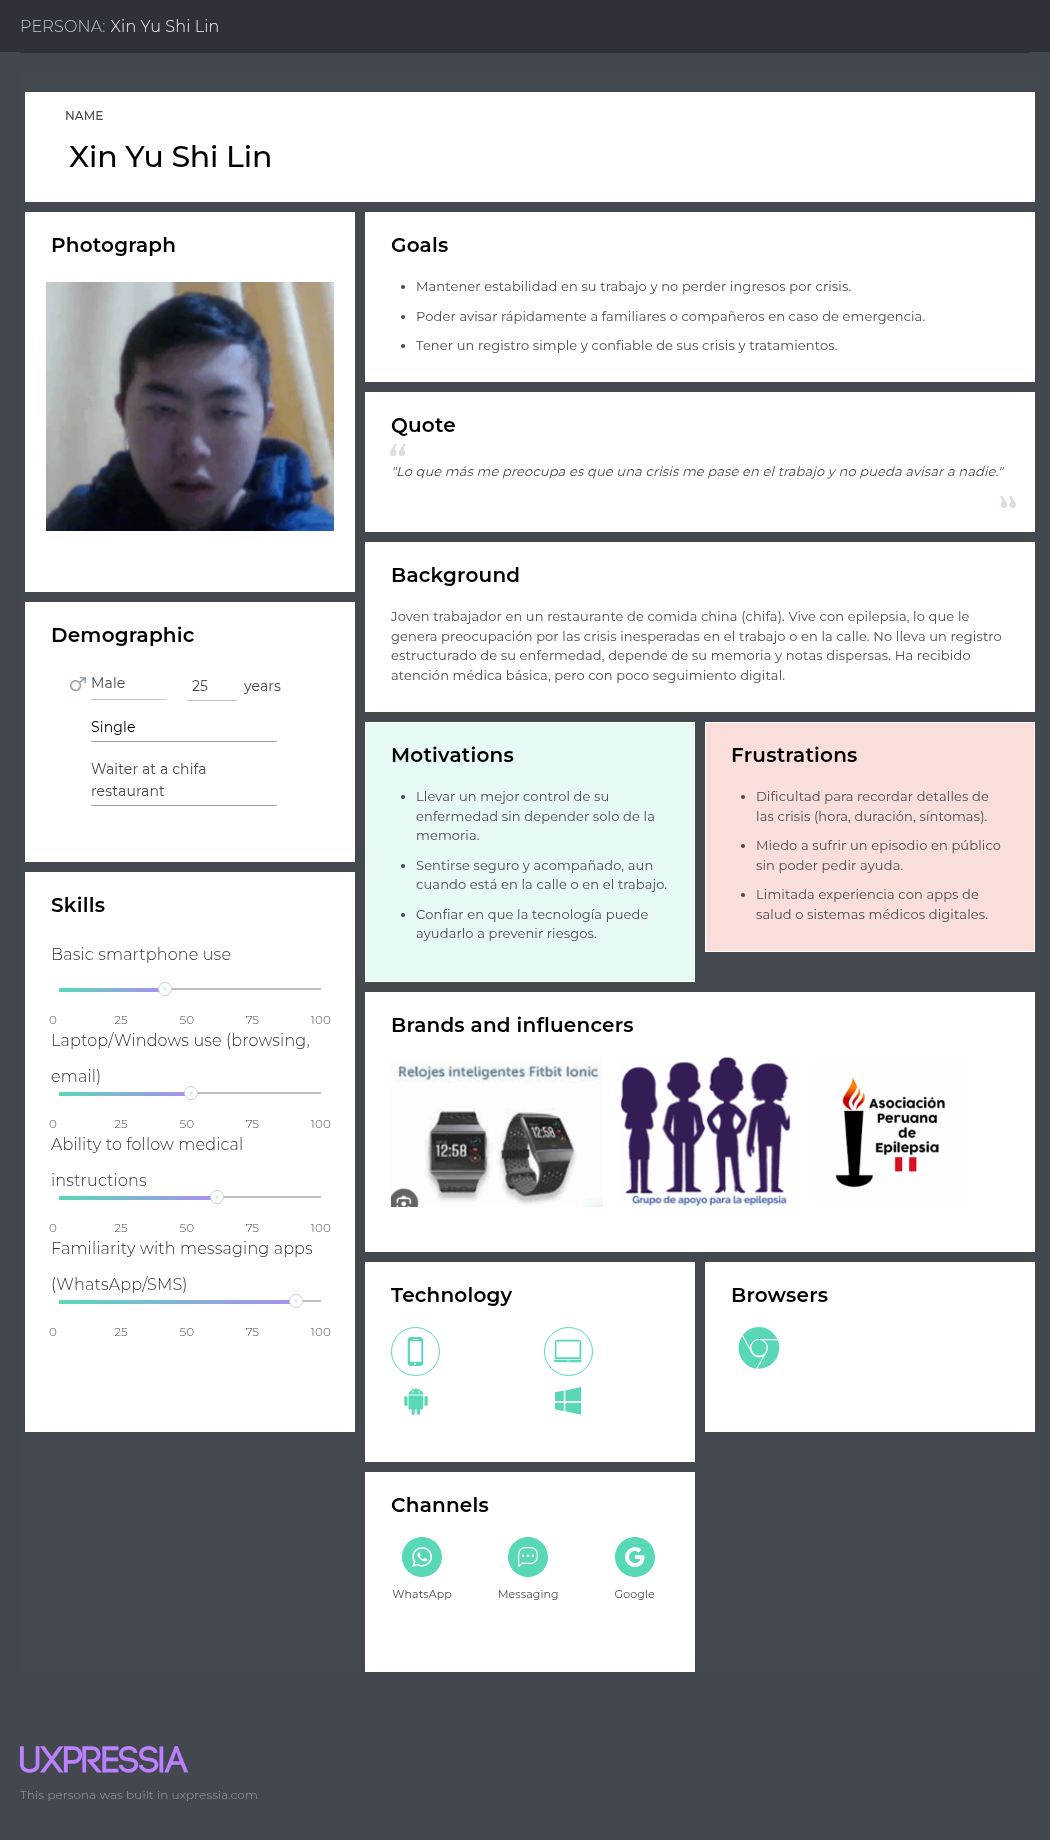 PERSONA: Xin Yu Shi Lin
NAME
Xin Yu Shi Lin
Photograph
Goals
Mantener estabilidad en su trabajo y no perder ingresos por crisis.
Poder avisar rápidamente a familiares o compañeros en caso de emergencia.
Tener un registro simple y confiable de sus crisis y tratamientos.
Quote
"Lo que más me preocupa es que una crisis me pase en el trabajo y no pueda avisar a nadie."
Background
Joven trabajador en un restaurante de comida china (chifa). Vive con epilepsia, lo que le
genera preocupación por las crisis inesperadas en el trabajo o en la calle. No lleva un registro
estructurado de su enfermedad, depende de su memoria y notas dispersas. Ha recibido
atención médica básica, pero con poco seguimiento digital.
Demographic
Male 25 years
Single
Waiter at a chifa
restaurant
Motivations
Llevar un mejor control de su
enfermedad sin depender solo de la
memoria.
Sentirse seguro y acompañado, aun
cuando está en la calle o en el trabajo.
Confiar en que la tecnología puede
ayudarlo a prevenir riesgos.
Frustrations
Dificultad para recordar detalles de
las crisis (hora, duración, síntomas).
Miedo a sufrir un episodio en público
sin poder pedir ayuda.
Limitada experiencia con apps de
salud o sistemas médicos digitales.
Skills
Basic smartphone use
0 25 50 75 100
Laptop/Windows use (browsing,
email)
0 25 50 75 100
Ability to follow medical
instructions
0 25 50 75 100
Familiarity with messaging apps
(WhatsApp/SMS)
0 25 50 75 100
Brands and influencers
Relojes inteligentes Fitbit Ionic
12:58
12:58
Grupo de apoyo para la epilepsia
Asociación
Peruana
de
Epilepsia
Technology
Browsers
Channels
WhatsApp
Messaging
Google
UXPRESSIA
This persona was built in uxpressia.com